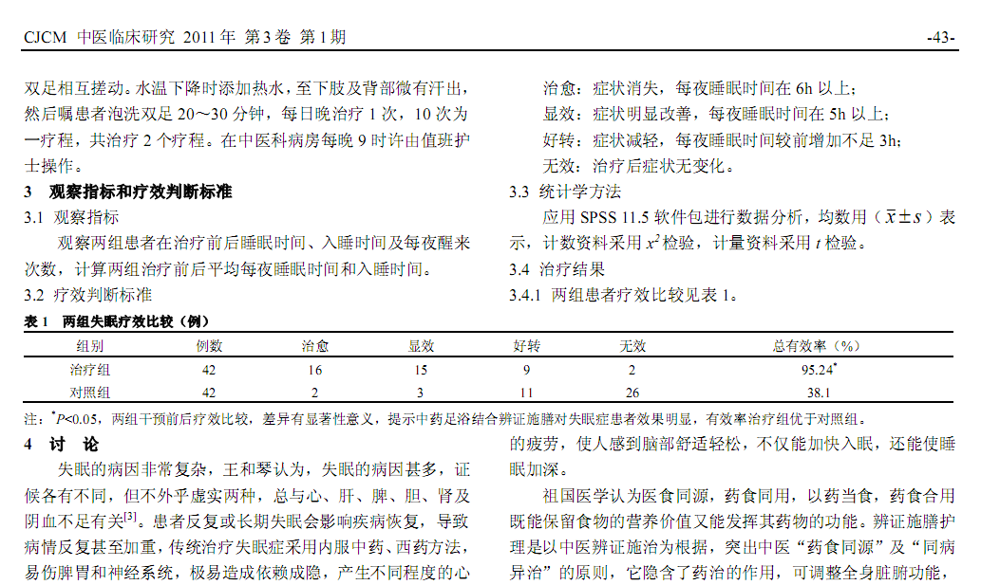 CJCM 中医临床研究 2011年 第3卷 第1期 -43-
双足相互搓动。水温下降时添加热水，至下肢及背部微有汗出，
然后嘱患者泡洗双足20～30分钟，每日晚治疗1次，10次为
一疗程，共治疗2个疗程。在中医科病房每晚9时许由值班护
士操作。
3 观察指标和疗效判断标准
3.1 观察指标
观察两组患者在治疗前后睡眠时间、入睡时间及每夜醒来
次数，计算两组治疗前后平均每夜睡眠时间和入睡时间。
3.2 疗效判断标准
治愈：症状消失，每夜睡眠时间在6h以上；
显效：症状明显改善，每夜睡眠时间在5h以上；
好转：症状减轻，每夜睡眠时间较前增加不足3h；
无效：治疗后症状无变化。
3.3 统计学方法
应用SPSS 11.5软件包进行数据分析，均数用（x̅±s）表
示，计数资料采用x²检验，计量资料采用t检验。
3.4 治疗结果
3.4.1 两组患者疗效比较见表1。
表1 两组失眠疗效比较（例）
组别 例数 治愈 显效 好转 无效 总有效率（%）
治疗组 42 16 15 9 2 95.24*
对照组 42 2 3 11 26 38.1
注：*P<0.05，两组干预前后疗效比较，差异有显著性意义，提示中药足浴结合辨证施膳对失眠症患者效果明显，有效率治疗组优于对照组。
4 讨 论
失眠的病因非常复杂，王和琴认为，失眠的病因甚多，证
候各有不同，但不外乎虚实两种，总与心、肝、脾、胆、肾及
阴血不足有关[3]。患者反复或长期失眠会影响疾病恢复，导致
病情反复甚至加重，传统治疗失眠症采用内服中药、西药方法，
易伤脾胃和神经系统，极易造成依赖成隐，产生不同程度的心
的疲劳，使人感到脑部舒适轻松，不仅能加快入眠，还能使睡
眠加深。
祖国医学认为医食同源，药食同用，以药当食，药食合用
既能保留食物的营养价值又能发挥其药物的功能。辨证施膳护
理是以中医辨证施治为根据，突出中医“药食同源”及“同病
异治”的原则，它隐含了药治的作用，可调整全身脏腑功能，